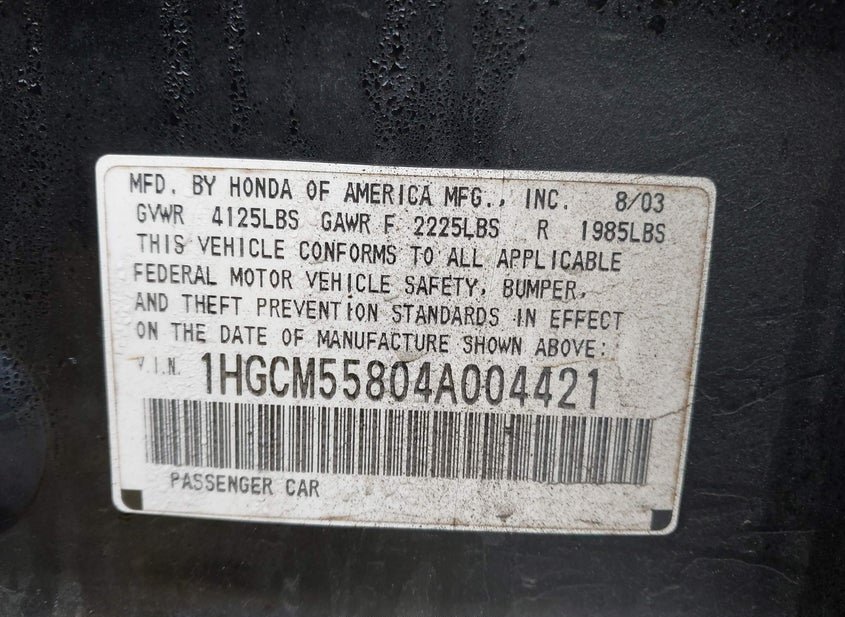 MFD. BY HONDA OF AMERICA MFG., INC. 8/03
GVWR 4125LBS GAWR F 2225LBS R 1985LBS
THIS VEHICLE CONFORMS TO ALL APPLICABLE
FEDERAL MOTOR VEHICLE SAFETY, BUMPER,
AND THEFT PREVENTION STANDARDS IN EFFECT
ON THE DATE OF MANUFACTURE SHOWN ABOVE:
V.I.N. 1HGCM55804A004421
PASSENGER CAR